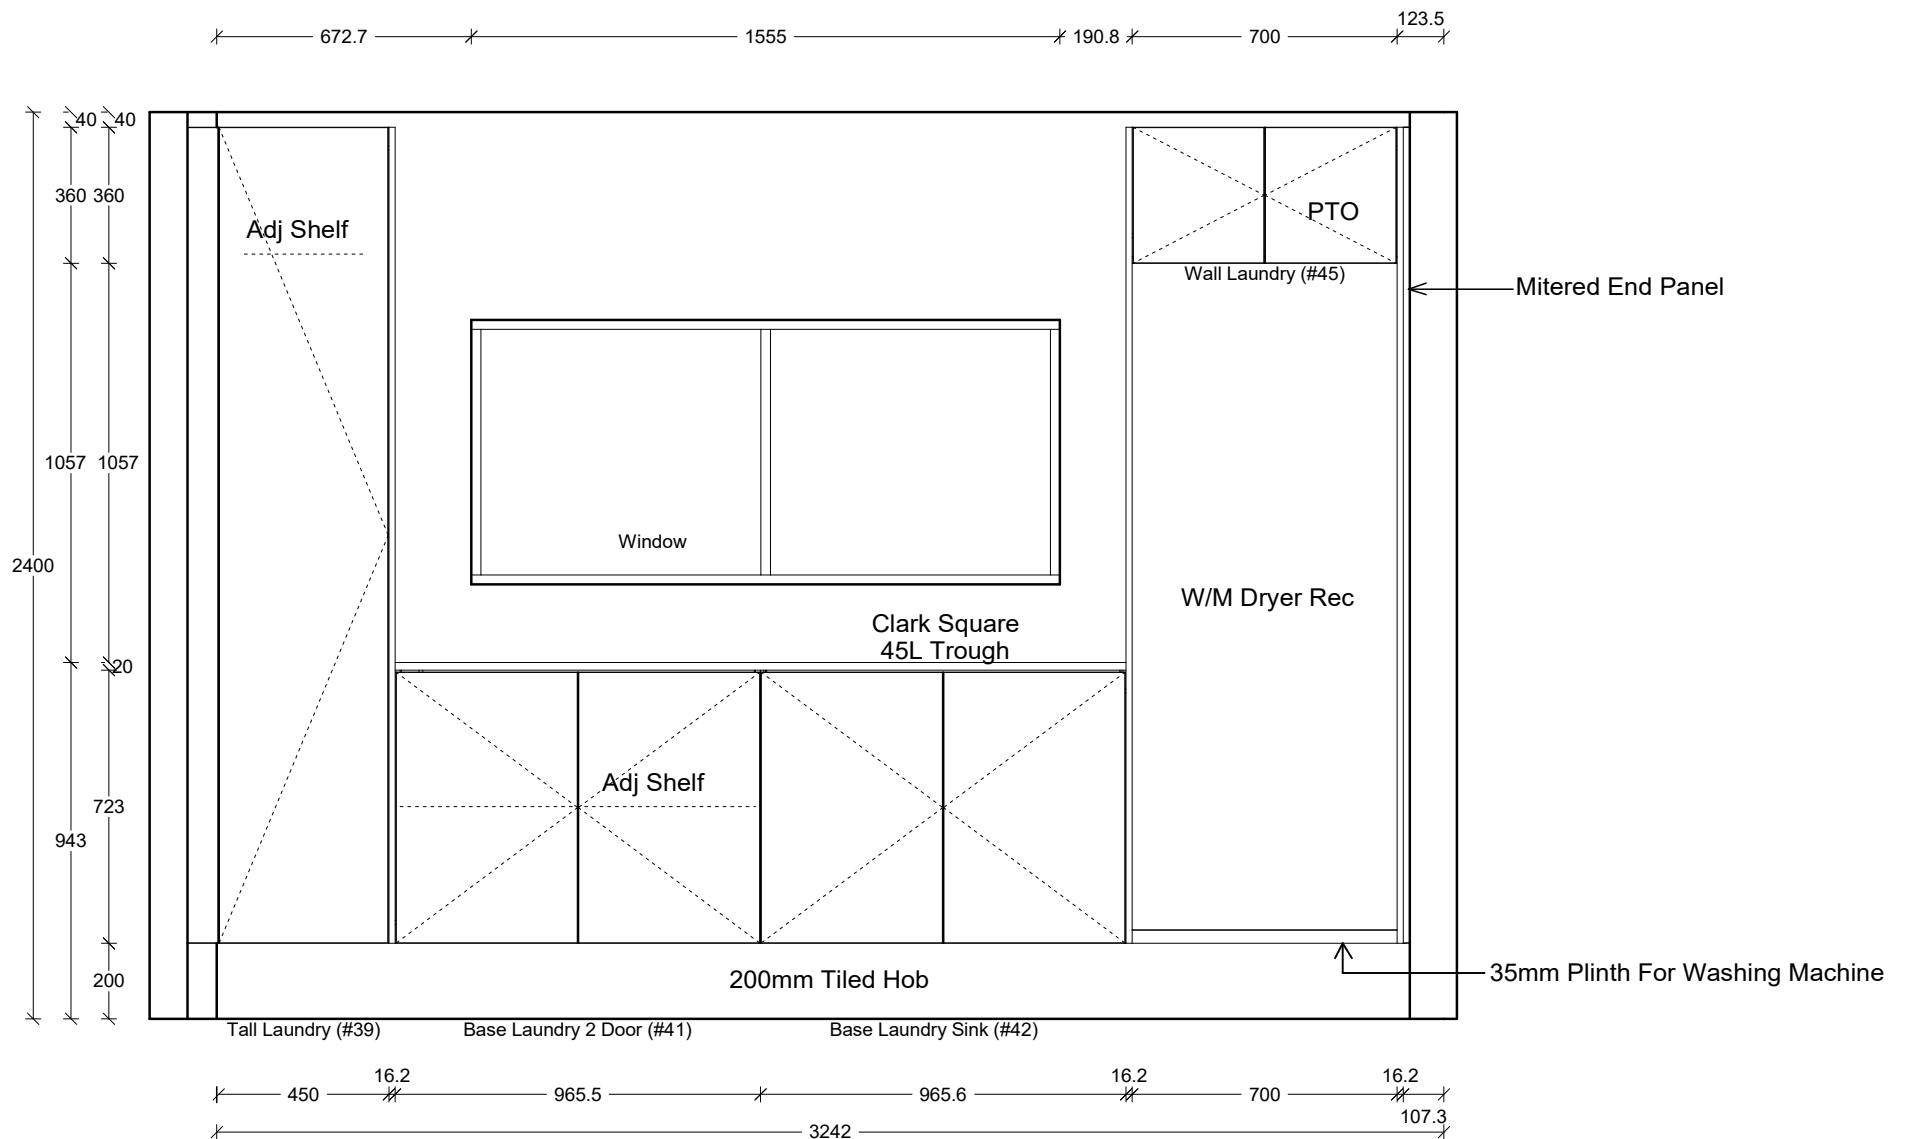 123.5
672.7 1555 190.8 700
40 40
360 360
PTO
Adj Shelf
Wall Laundry (#45)
Mitered End Panel
1057 1057
Window
2400
W/M Dryer Rec
Clark Square
45L Trough
20
Adj Shelf
723
943
200
200mm Tiled Hob
35mm Plinth For Washing Machine
Tall Laundry (#39) Base Laundry 2 Door (#41) Base Laundry Sink (#42)
16.2 16.2 16.2
450 965.5 965.6 700
107.3
3242